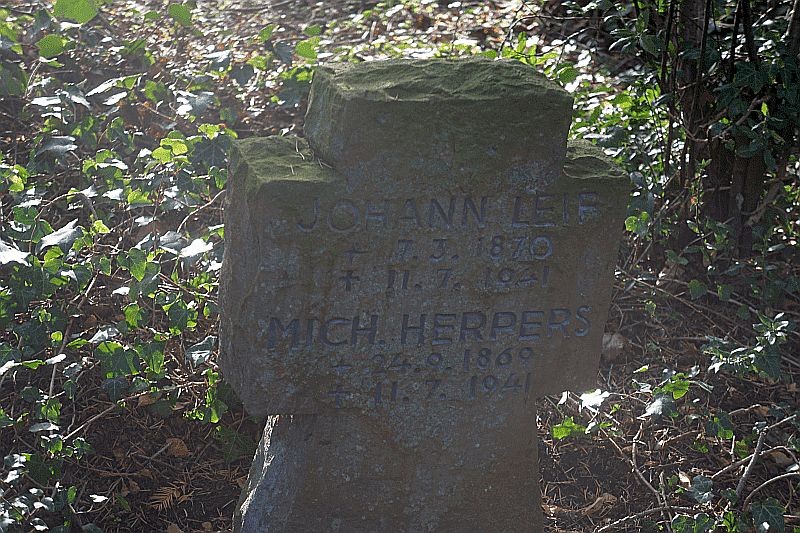 JOHANN LEIF
* 7. 3. 1870
+ 11. 7. 1941
MICH. HERPERS
* 24. 9. 1869
+ 11. 7. 1941